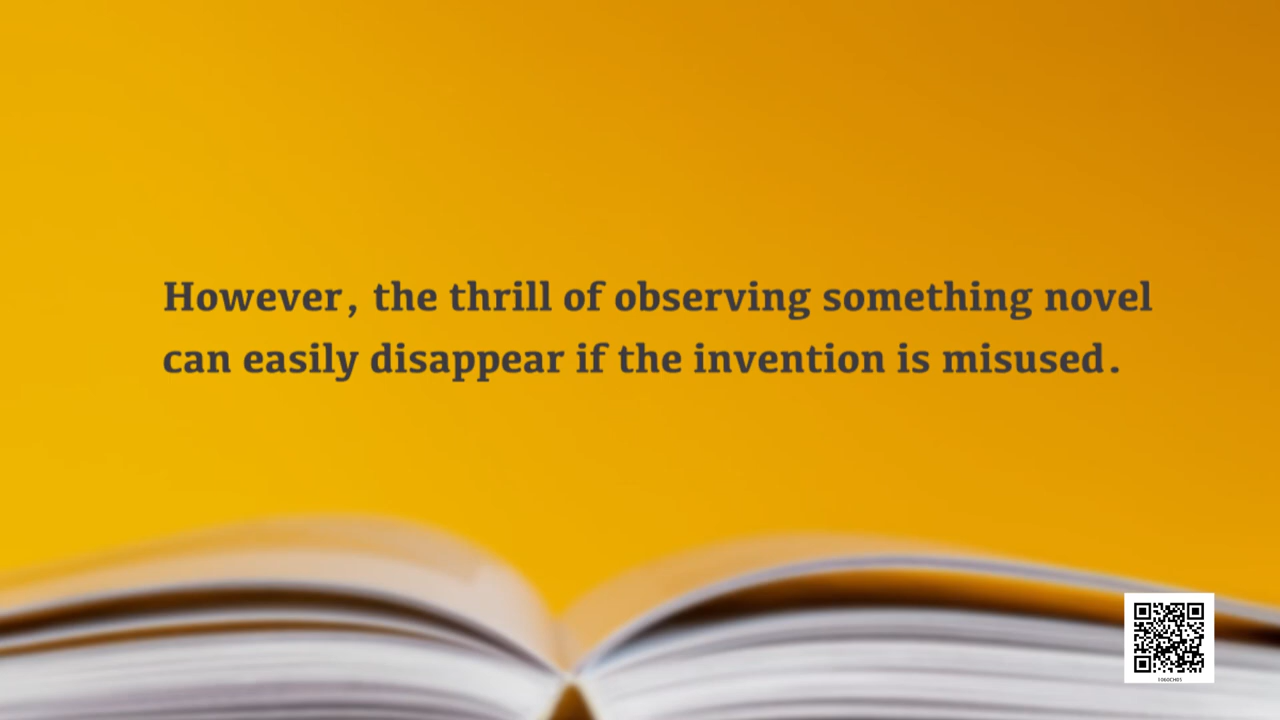 However, the thrill of observing something novel
can easily disappear if the invention is misused.